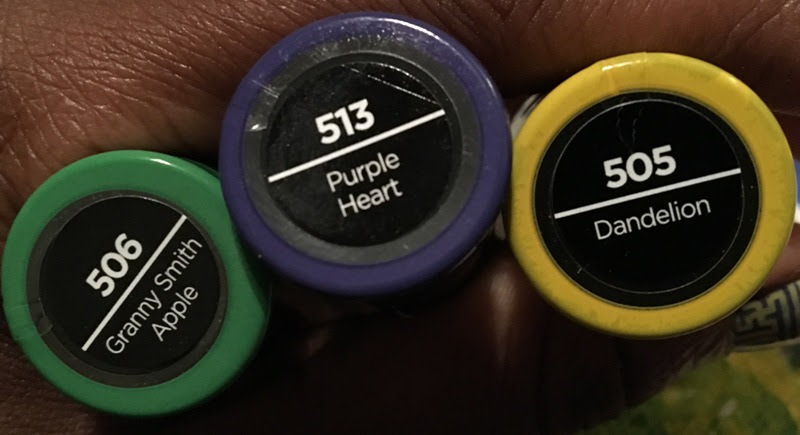 506
Granny Smith
Apple
513
Purple
Heart
505
Dandelion